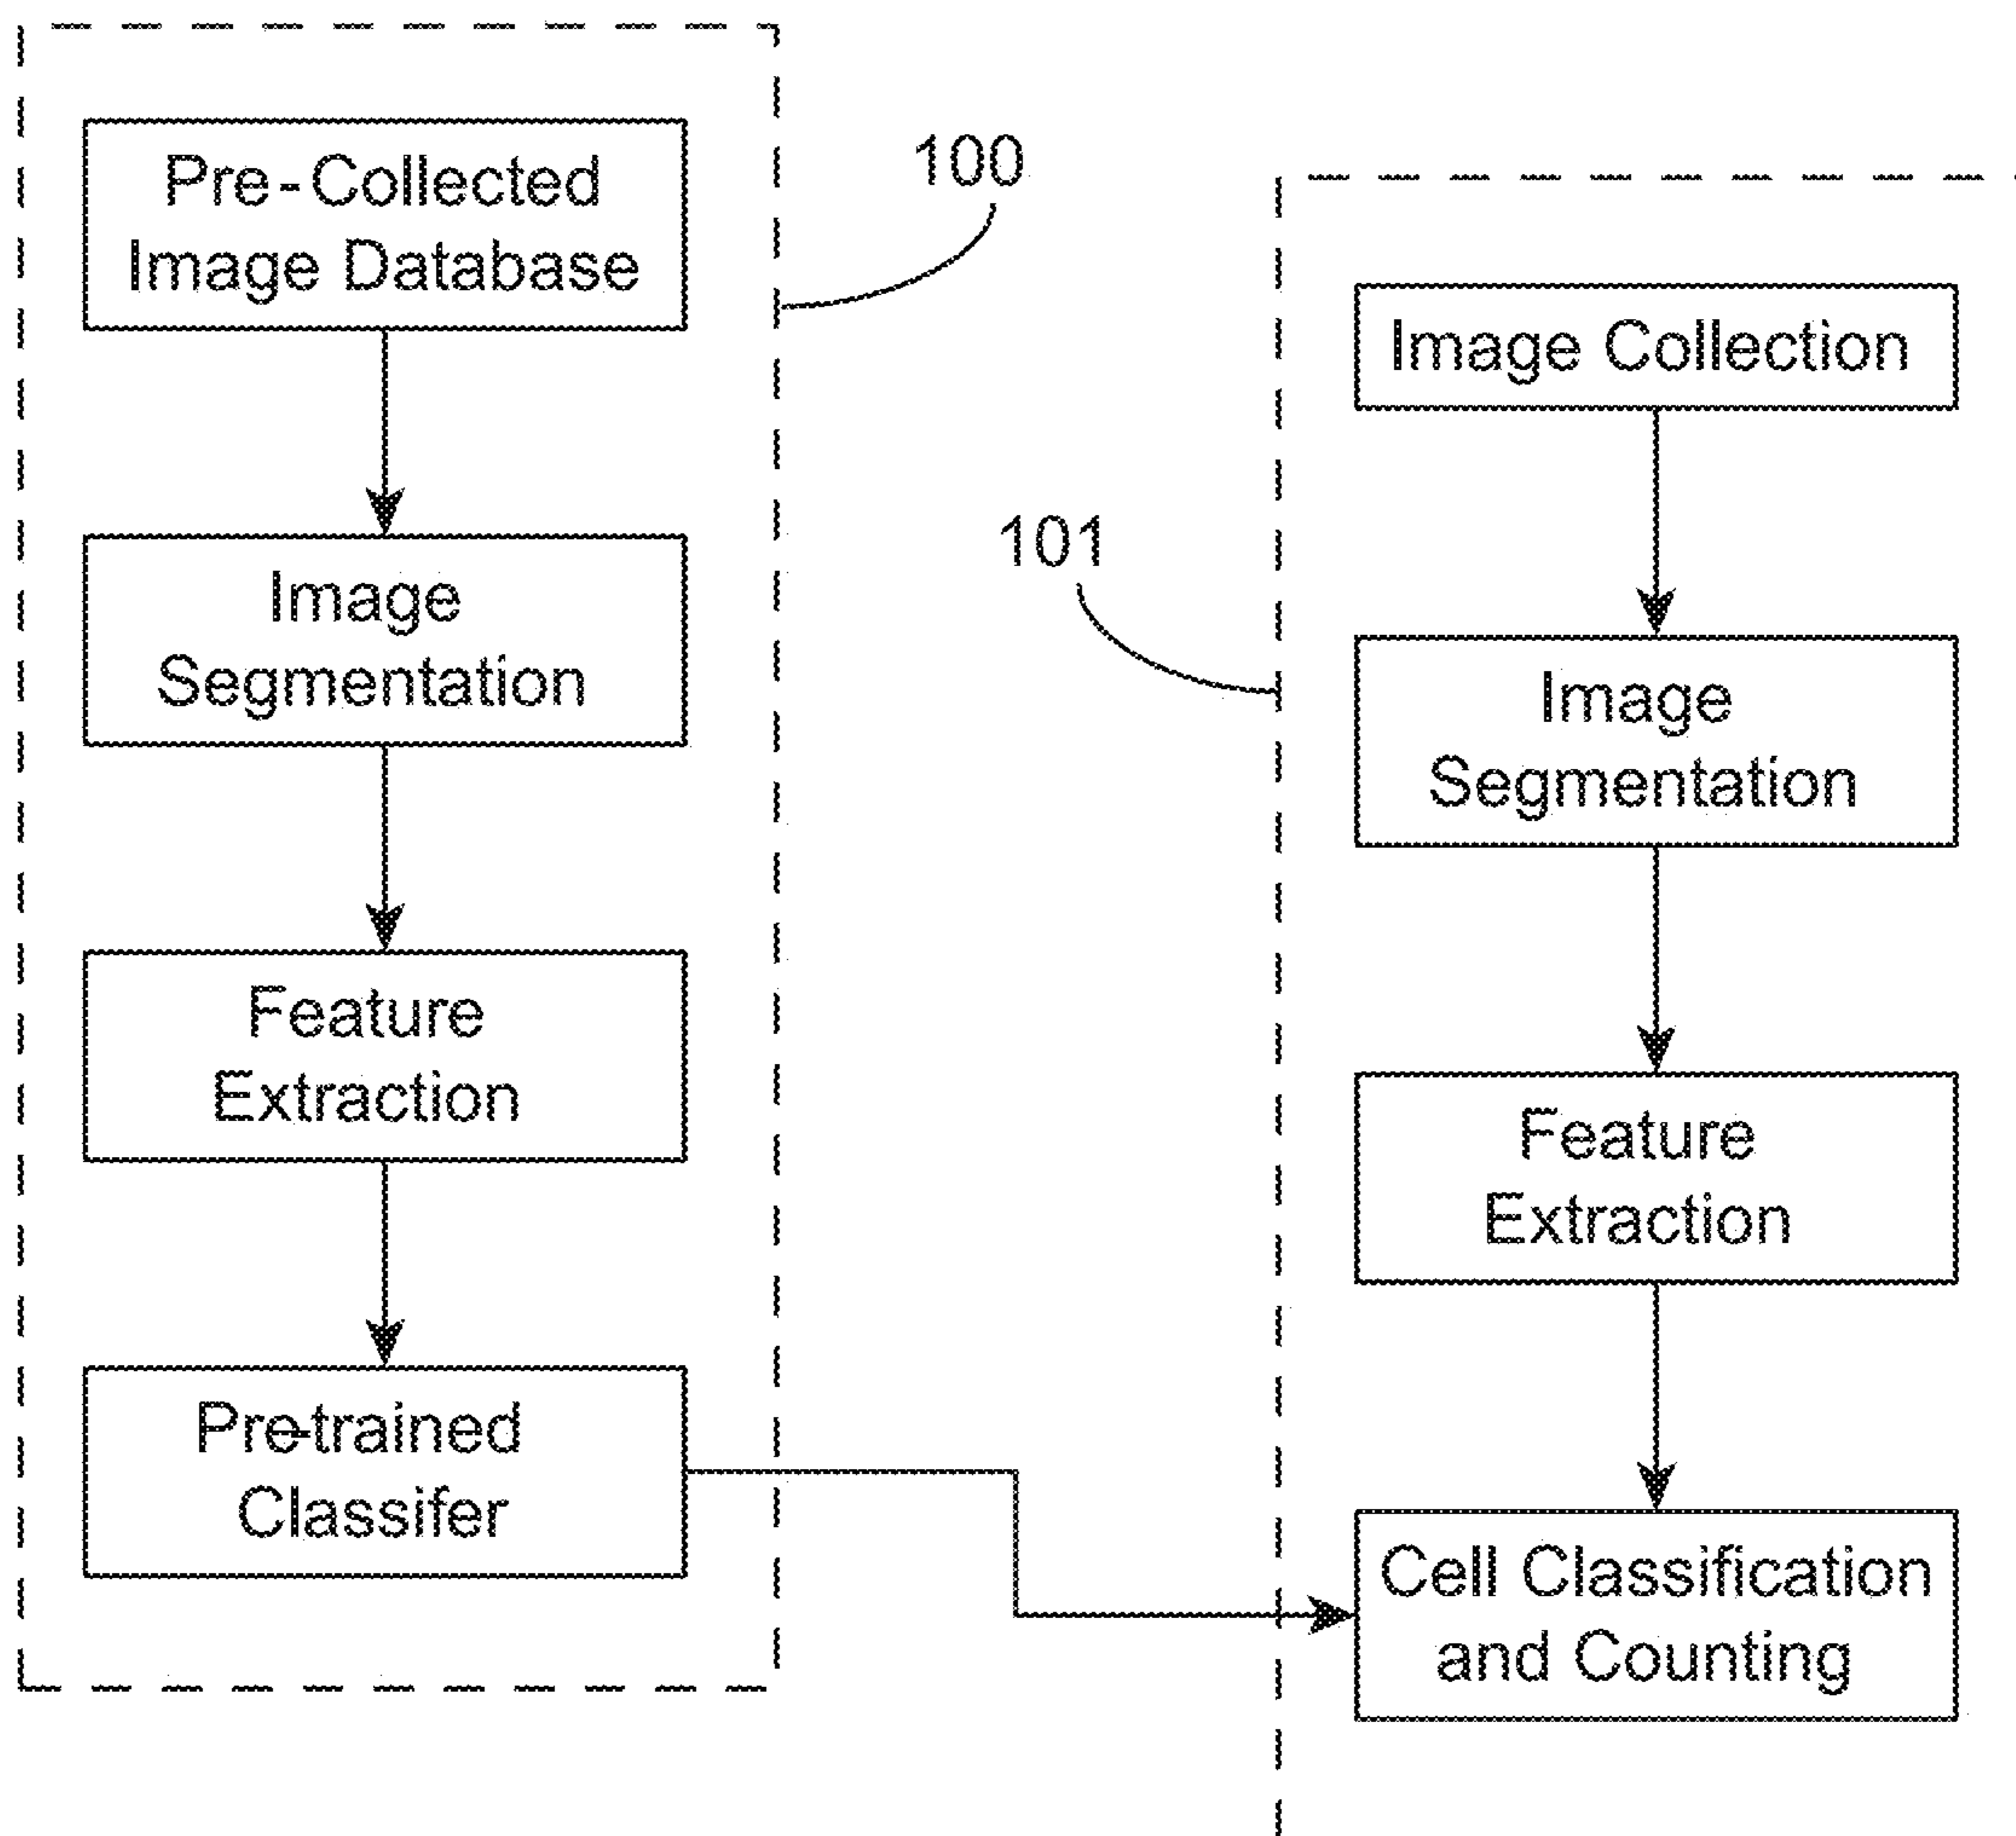 Pre-Collected
Image Database
Image
Segmentation
Feature
Extraction
Pre-trained
Classifer
100
101
Image Collection
Image
Segmentation
Feature
Extraction
Cell Classification
and Counting